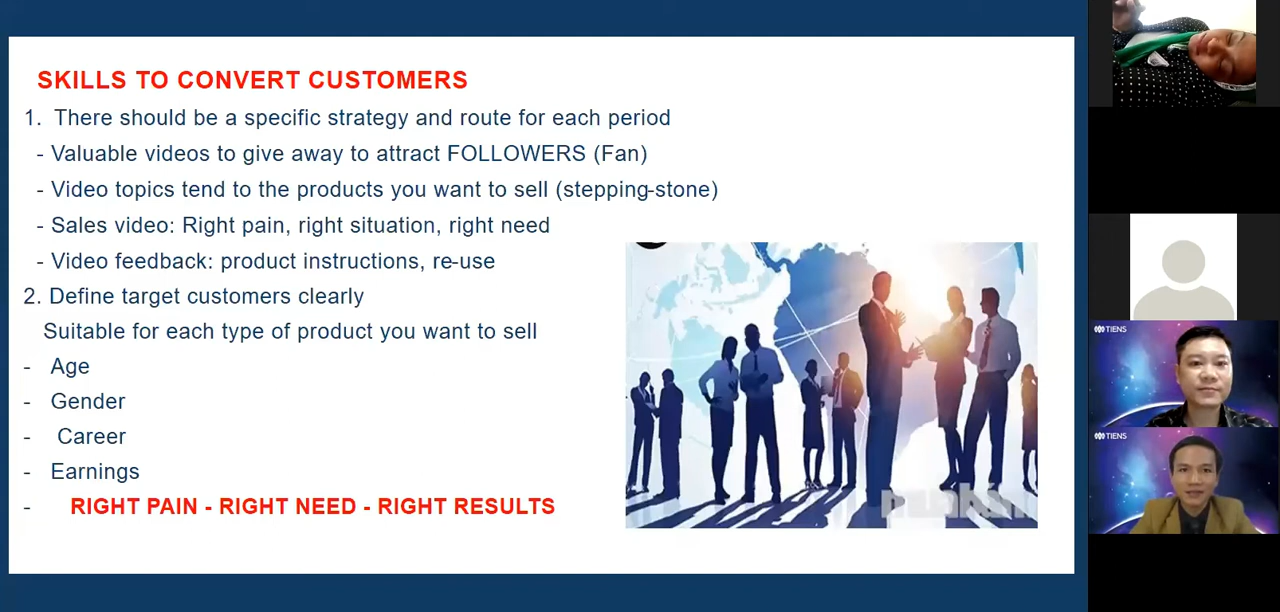 SKILLS TO CONVERT CUSTOMERS
1. There should be a specific strategy and route for each period
- Valuable videos to give away to attract FOLLOWERS (Fan)
- Video topics tend to the products you want to sell (stepping-stone)
- Sales video: Right pain, right situation, right need
- Video feedback: product instructions, re-use
2. Define target customers clearly
Suitable for each type of product you want to sell
- Age
- Gender
- Career
- Earnings
- RIGHT PAIN - RIGHT NEED - RIGHT RESULTS
TIENS
TIENS